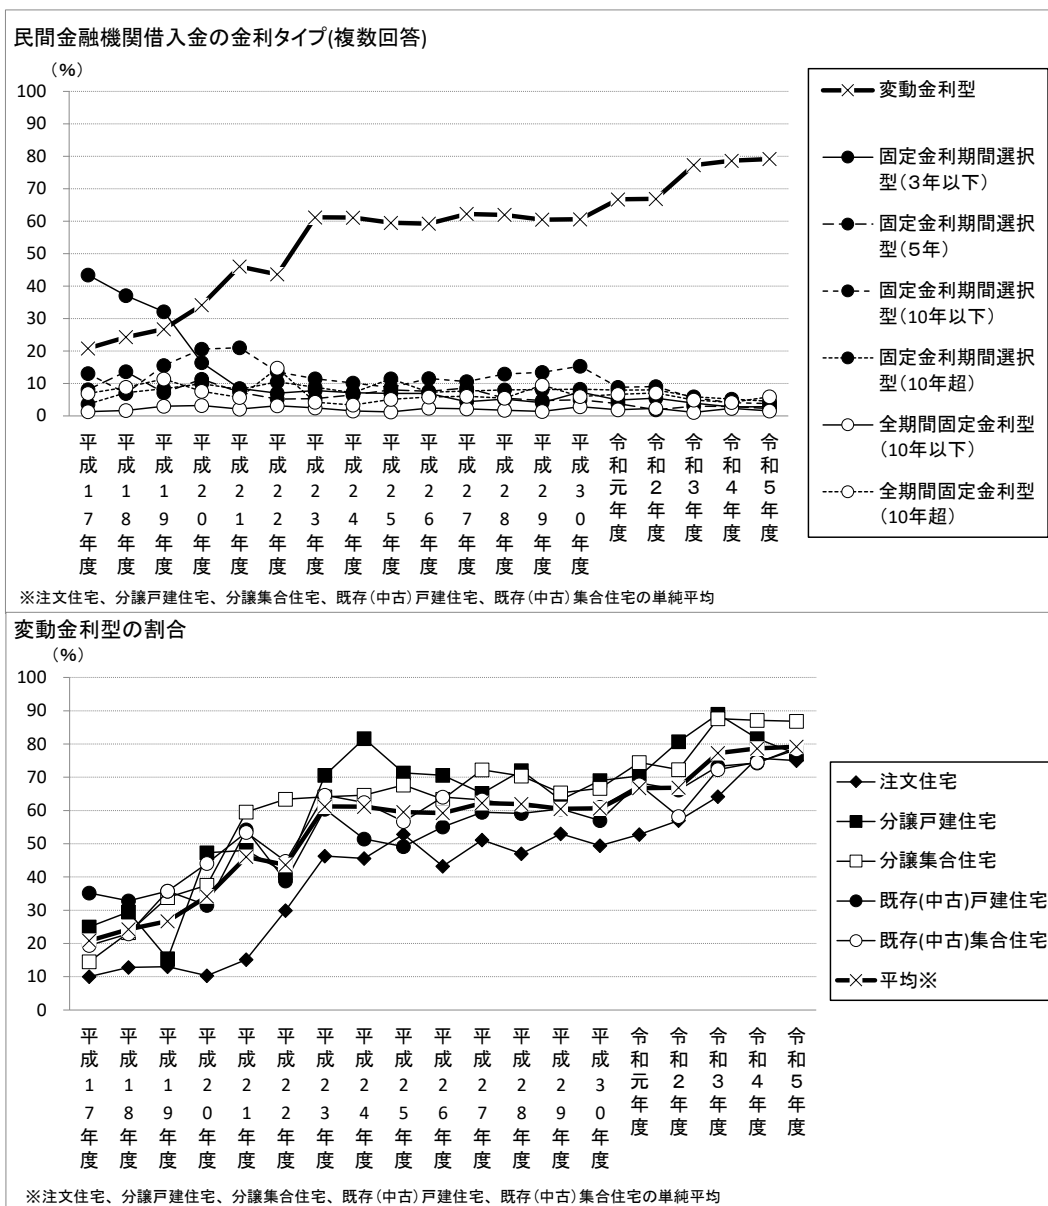 民間金融機関借入金の金利タイプ(複数回答)
（%）
100
90
80
70
60
50
40
30
20
10
0
平成17年度
平成18年度
平成19年度
平成20年度
平成21年度
平成22年度
平成23年度
平成24年度
平成25年度
平成26年度
平成27年度
平成28年度
平成29年度
平成30年度
令和元年度
令和２年度
令和３年度
令和４年度
令和５年度
変動金利型
固定金利期間選択
型（３年以下）
固定金利期間選択
型（5年）
固定金利期間選択
型（10年以下）
固定金利期間選択
型（10年超）
全期間固定金利型
（10年以下）
全期間固定金利型
（10年超）
※注文住宅、分譲戸建住宅、分譲集合住宅、既存（中古）戸建住宅、既存（中古）集合住宅の単純平均
変動金利型の割合
（%）
100
90
80
70
60
50
40
30
20
10
0
平成17年度
平成18年度
平成19年度
平成20年度
平成21年度
平成22年度
平成23年度
平成24年度
平成25年度
平成26年度
平成27年度
平成28年度
平成29年度
平成30年度
令和元年度
令和２年度
令和３年度
令和４年度
令和５年度
注文住宅
分譲戸建住宅
分譲集合住宅
既存(中古)戸建住宅
既存(中古)集合住宅
平均※
※注文住宅、分譲戸建住宅、分譲集合住宅、既存（中古）戸建住宅、既存（中古）集合住宅の単純平均